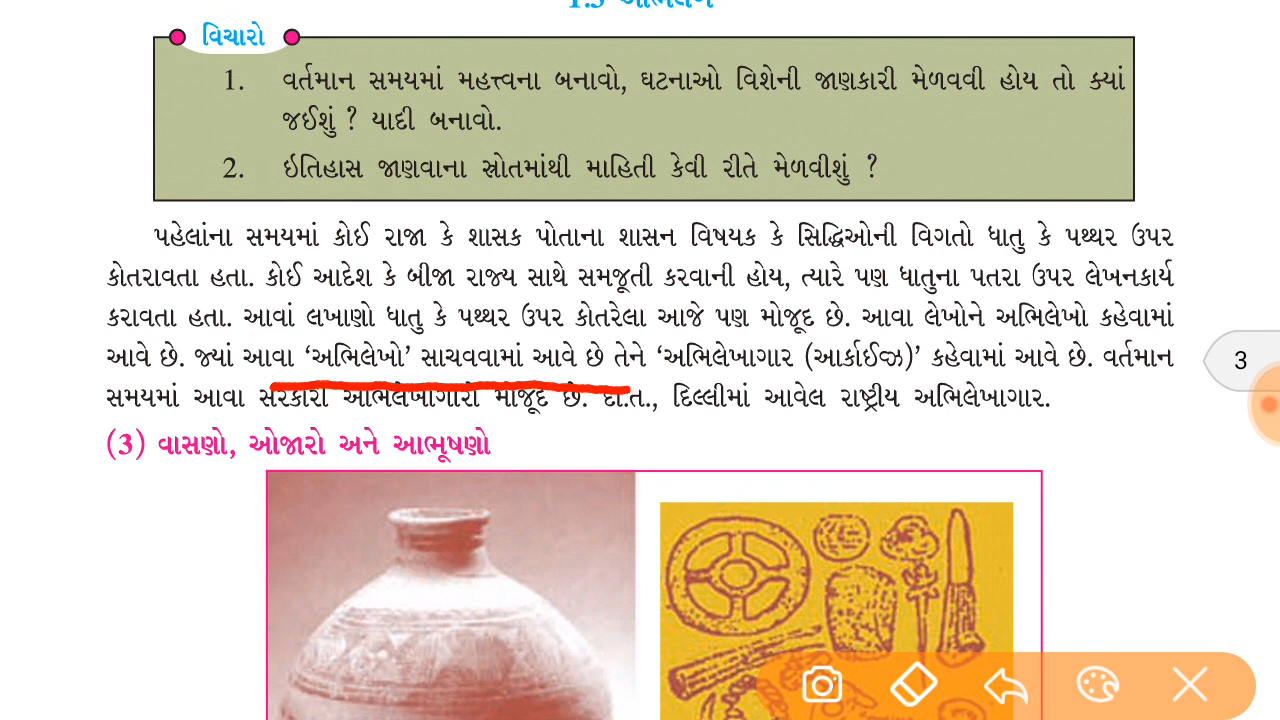 1.3 અભિલેખ
વિચારો
1. વર્તમાન સમયમાં મહત્ત્વના બનાવો, ઘટનાઓ વિશેની જાણકારી મેળવવી હોય તો ક્યાં
જઈશું ? યાદી બનાવો.
2. ઇતિહાસ જાણવાના સ્રોતમાંથી માહિતી કેવી રીતે મેળવીશું ?
પહેલાંના સમયમાં કોઈ રાજા કે શાસક પોતાના શાસન વિષયક કે સિદ્ધિઓની વિગતો ધાતુ કે પથ્થર ઉપર
કોતરાવતા હતા. કોઈ આદેશ કે બીજા રાજ્ય સાથે સમજૂતી કરવાની હોય, ત્યારે પણ ધાતુના પતરા ઉપર લેખનકાર્ય
કરાવતા હતા. આવાં લખાણો ધાતુ કે પથ્થર ઉપર કોતરેલા આજે પણ મોજૂદ છે. આવા લેખોને અભિલેખો કહેવામાં
આવે છે. જ્યાં આવા ‘અભિલેખો’ સાચવવામાં આવે છે તેને ‘અભિલેખાગાર (આર્કાઈવ્ઝ)’ કહેવામાં આવે છે. વર્તમાન
સમયમાં આવા સરકારી અભિલેખાગારો મોજૂદ છે. દા.ત., દિલ્લીમાં આવેલ રાષ્ટ્રીય અભિલેખાગાર.
3
(3) વાસણો, ઓજારો અને આભૂષણો